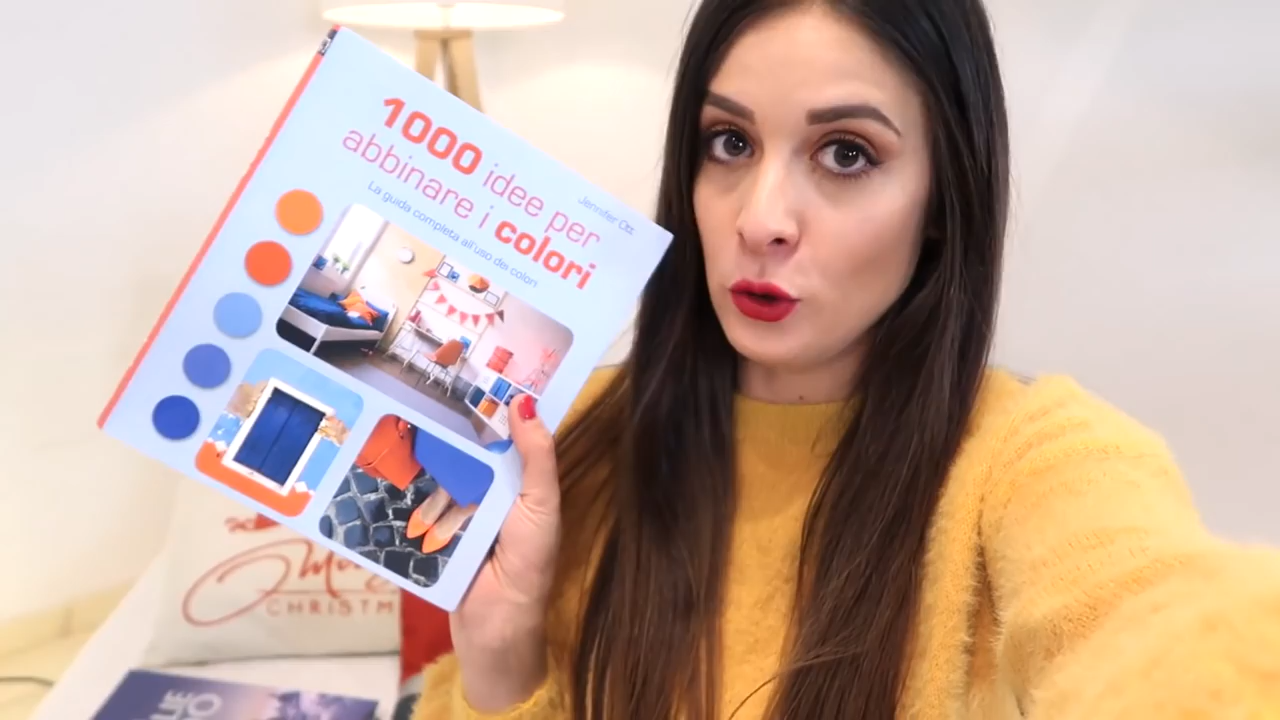 Jennifer Ott
1000 idee per
abbinare i colori
La guida completa all'uso dei colori
CHRISTM